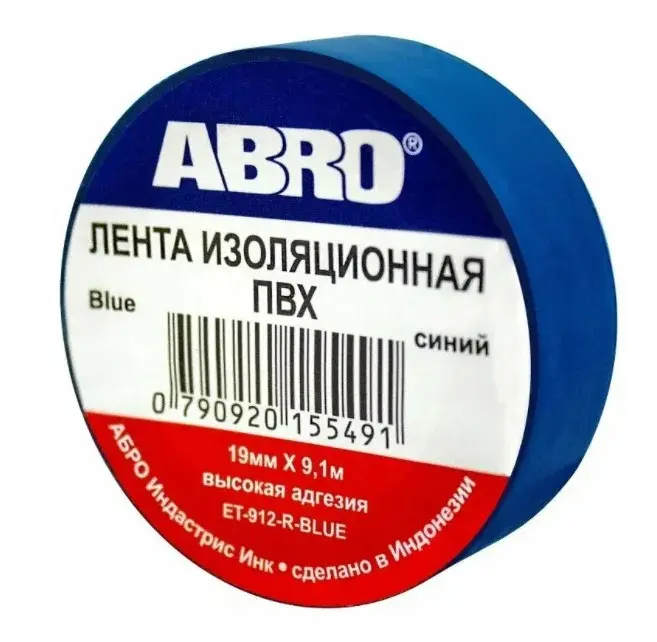 ABRO®
ЛЕНТА ИЗОЛЯЦИОННАЯ
ПВХ
Blue
синий
0 790920 155491
19мм X 9,1м
высокая адгезия
ET-912-R-BLUE
АБРО Индастрис Инк • сделано в Индонезии